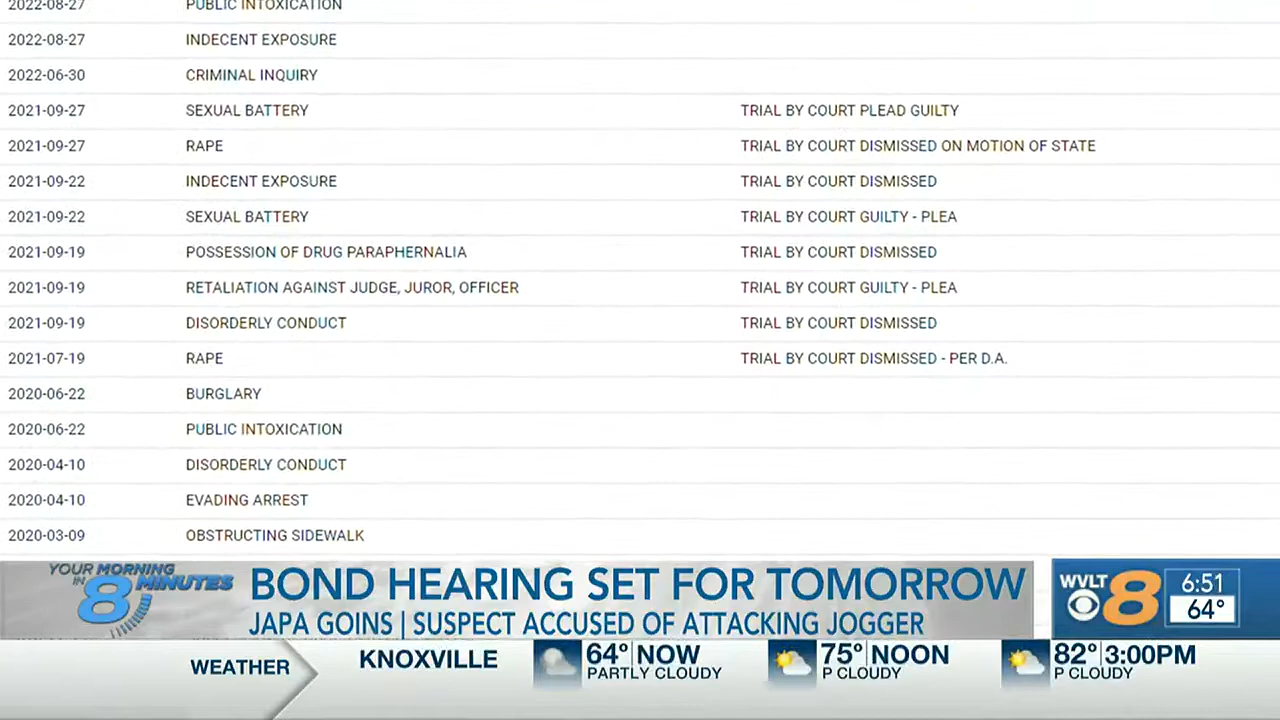 2022-08-27 PUBLIC INTOXICATION
2022-08-27 INDECENT EXPOSURE
2022-06-30 CRIMINAL INQUIRY
2021-09-27 SEXUAL BATTERY TRIAL BY COURT PLEAD GUILTY
2021-09-27 RAPE TRIAL BY COURT DISMISSED ON MOTION OF STATE
2021-09-22 INDECENT EXPOSURE TRIAL BY COURT DISMISSED
2021-09-22 SEXUAL BATTERY TRIAL BY COURT GUILTY - PLEA
2021-09-19 POSSESSION OF DRUG PARAPHERNALIA TRIAL BY COURT DISMISSED
2021-09-19 RETALIATION AGAINST JUDGE, JUROR, OFFICER TRIAL BY COURT GUILTY - PLEA
2021-09-19 DISORDERLY CONDUCT TRIAL BY COURT DISMISSED
2021-07-19 RAPE TRIAL BY COURT DISMISSED - PER D.A.
2020-06-22 BURGLARY
2020-06-22 PUBLIC INTOXICATION
2020-04-10 DISORDERLY CONDUCT
2020-04-10 EVADING ARREST
2020-03-09 OBSTRUCTING SIDEWALK
YOUR MORNING
IN 8 MINUTES
BOND HEARING SET FOR TOMORROW
JAPA GOINS | SUSPECT ACCUSED OF ATTACKING JOGGER
WVLT 8
6:51
64°
WEATHER
KNOXVILLE
64° NOW
PARTLY CLOUDY
75° NOON
P CLOUDY
82° 3:00PM
P CLOUDY